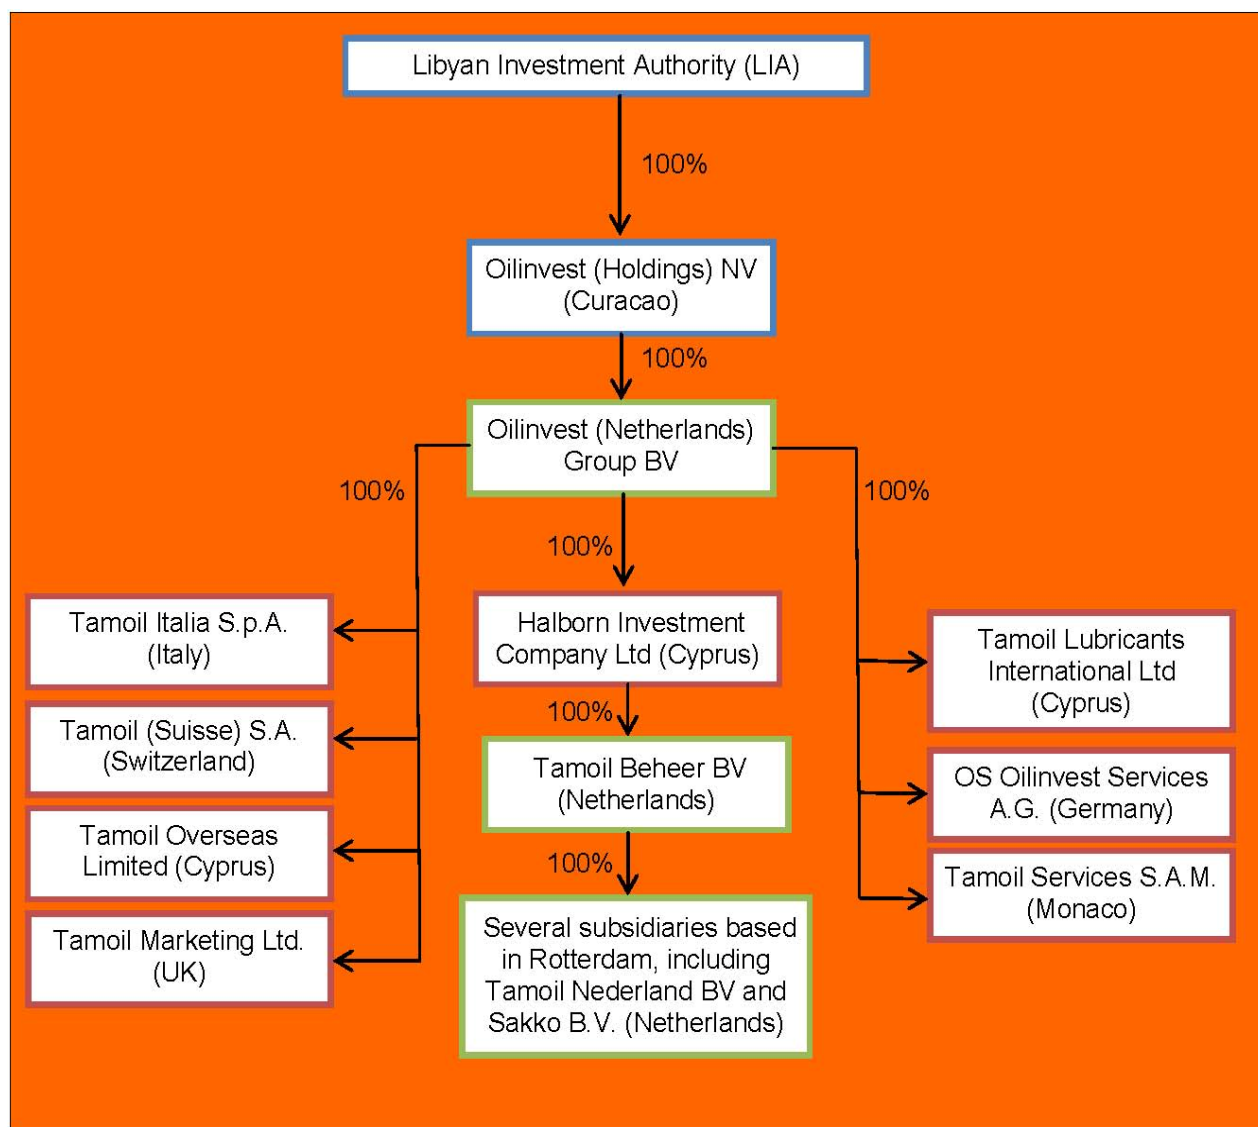 Libyan Investment Authority (LIA)
100%
Oilinvest (Holdings) NV
(Curacao)
100%
Oilinvest (Netherlands)
Group BV
100%
100%
100%
Tamoil Italia S.p.A.
(Italy)
Tamoil (Suisse) S.A.
(Switzerland)
Tamoil Overseas
Limited (Cyprus)
Tamoil Marketing Ltd.
(UK)
Halborn Investment
Company Ltd (Cyprus)
100%
Tamoil Beheer BV
(Netherlands)
100%
Several subsidiaries based
in Rotterdam, including
Tamoil Nederland BV and
Sakko B.V. (Netherlands)
Tamoil Lubricants
International Ltd
(Cyprus)
OS Oilinvest Services
A.G. (Germany)
Tamoil Services S.A.M.
(Monaco)